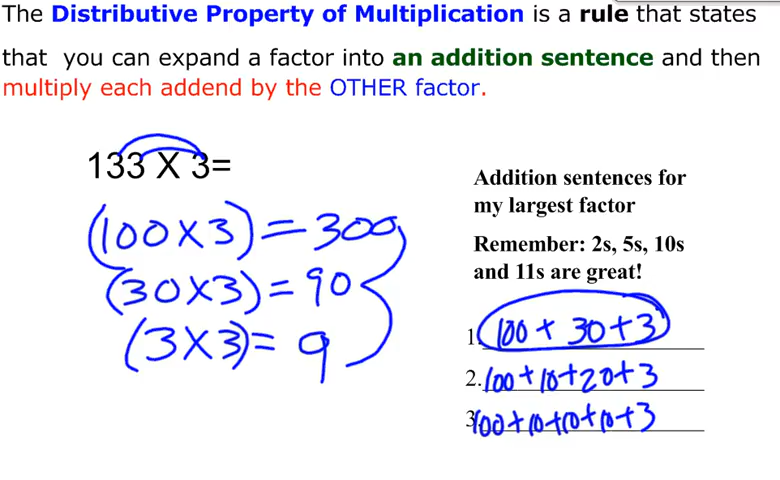 The Distributive Property of Multiplication is a rule that states
that you can expand a factor into an addition sentence and then
multiply each addend by the OTHER factor.
133 X 3=
(100 x 3) = 300
(30 x 3) = 90
(3 x 3) = 9
Addition sentences for
my largest factor
Remember: 2s, 5s, 10s
and 11s are great!
1. 100 + 30 + 3
2. 100 + 10 + 20 + 3
3. 100 + 10 + 10 + 10 + 3